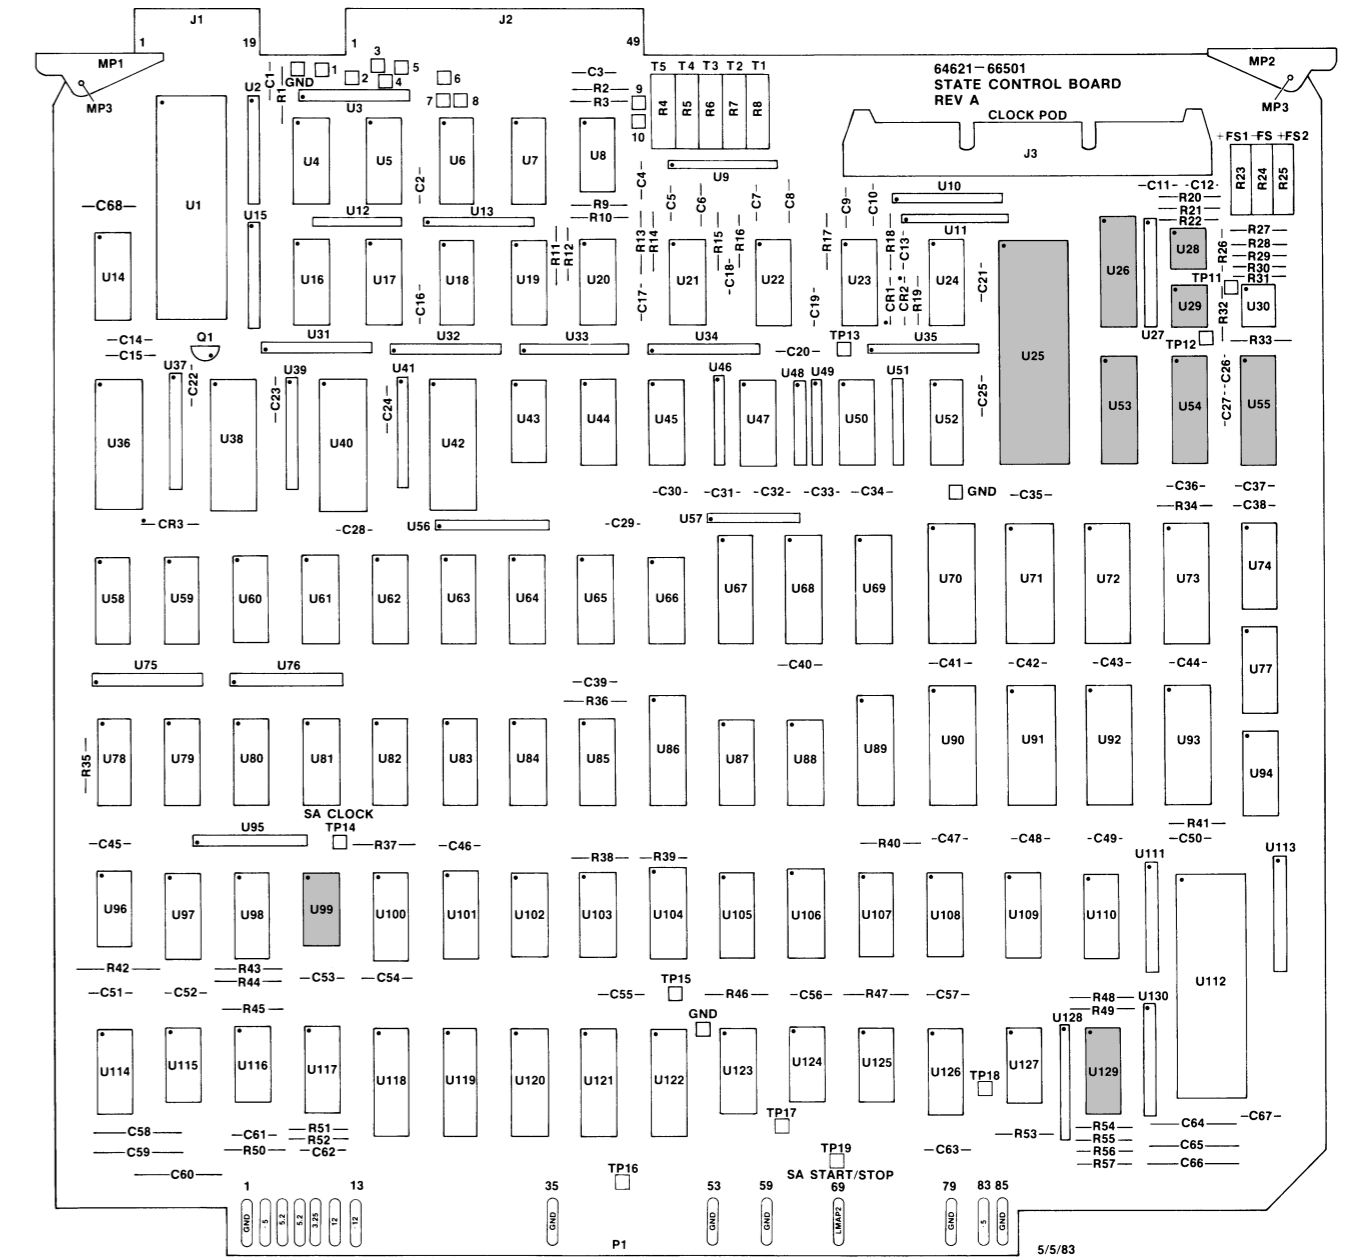 J1
J2
1
19
1
49
MP1
MP3
C1
GND
R1
1
2
3
4
5
6
7
8
U2
U3
C3
R2
R3
9
10
T5 T4 T3 T2 T1
R4 R5 R6 R7 R8
64621-66501
STATE CONTROL BOARD
REV A
CLOCK POD
J3
MP2
MP3
+FS1 -FS +FS2
R23 R24 R25
U1
U4
U5
C2
U6
U7
U8
C4
U9
C5
C6
C7
C8
C9
C10
U10
-C11- -C12-
R20
R21
R22
C68
U15
U12
U13
R9
R10
U11
U14
U16
U17
C16
U18
U19
R11
R12
U20
R13
R14
C17
U21
R15
C18
R16
U22
R17
C19
U23
R18
C13
CR1
CR2
R19
U24
C21
U25
U26
U27
U28
U29
R26
TP11
R32
R27
R28
R29
R30
R31
U30
TP12
R33
C14
C15
Q1
U31
U32
U33
U34
C20
TP13
U35
U37
C22
U39
C23
U41
C24
U46
U48
U49
U51
C25
U36
U38
U40
U42
U43
U44
U45
U47
U50
U52
U53
U54
C26
C27
U55
-C30- -C31- -C32- -C33- -C34-
GND
-C35-
-C36-
-C37-
R34
-C38-
CR3
-C28-
U56
-C29-
U57
U58
U59
U60
U61
U62
U63
U64
U65
U66
U67
U68
U69
U70
U71
U72
U73
U74
U75
U76
-C39-
R36
-C40-
-C41-
-C42-
-C43-
-C44-
U77
R35
U78
U79
U80
U81
U82
U83
U84
U85
U86
U87
U88
U89
U90
U91
U92
U93
U94
SA CLOCK
TP14
-C45-
U95
R37
-C46-
R38
R39
R40
-C47-
-C48-
-C49-
R41
-C50-
U111
U113
U96
U97
U98
U99
U100
U101
U102
U103
U104
U105
U106
U107
U108
U109
U110
U112
R42
R43
R44
-C53-
-C54-
-C51-
-C52-
R45
-C55-
TP15
R46
-C56-
R47
-C57-
R48
R49
U130
GND
U128
U114
U115
U116
U117
U118
U119
U120
U121
U122
U123
U124
U125
U126
TP18
U127
U129
TP17
C58
C59
C60
-C61-
R50
R51
R52
-C62-
TP16
TP19
SA START/STOP
-C63-
R53
R54
R55
R56
R57
C64
C65
C66
-C67-
1
13
35
53
59
69
79
83 85
GND
-5
5.2
5.2
3.25
12
-12
GND
GND
GND
LMAP2
GND
-5
GND
P1
5/5/83